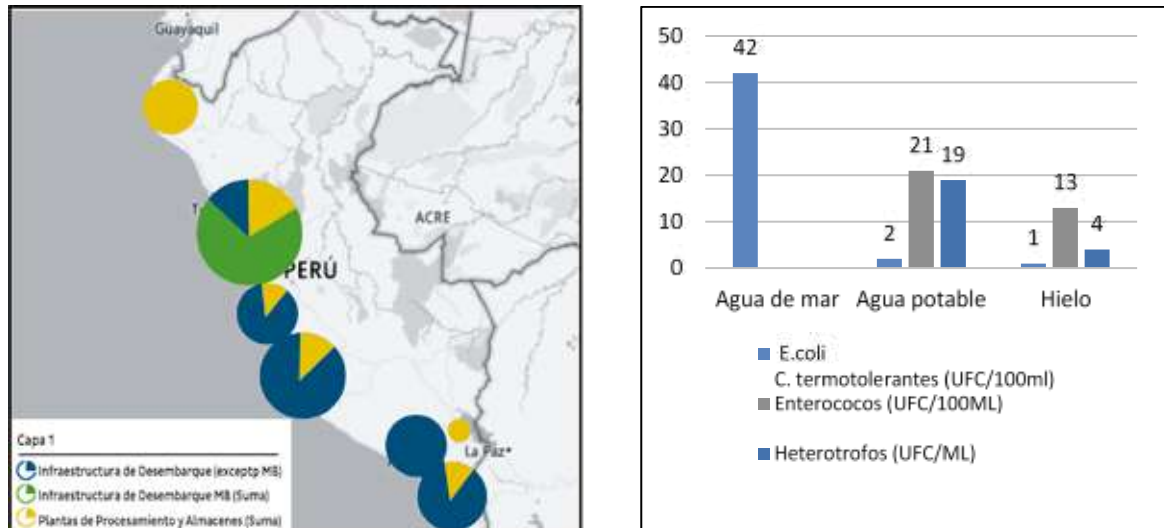 Guayaquil
T
ACRE
PERÚ
La Paz
Capa 1
Infraestructura de Desembarque (exceptp MB)
Infraestructura de Desembarque MB (Suma)
Plantas de Procesamiento y Almacenes (Suma)
50
40
30
20
10
0
42
2
21
19
1
13
4
Agua de mar
Agua potable
Hielo
E.coli
C. termotolerantes (UFC/100ml)
Enterococos (UFC/100ML)
Heterotrofos (UFC/ML)